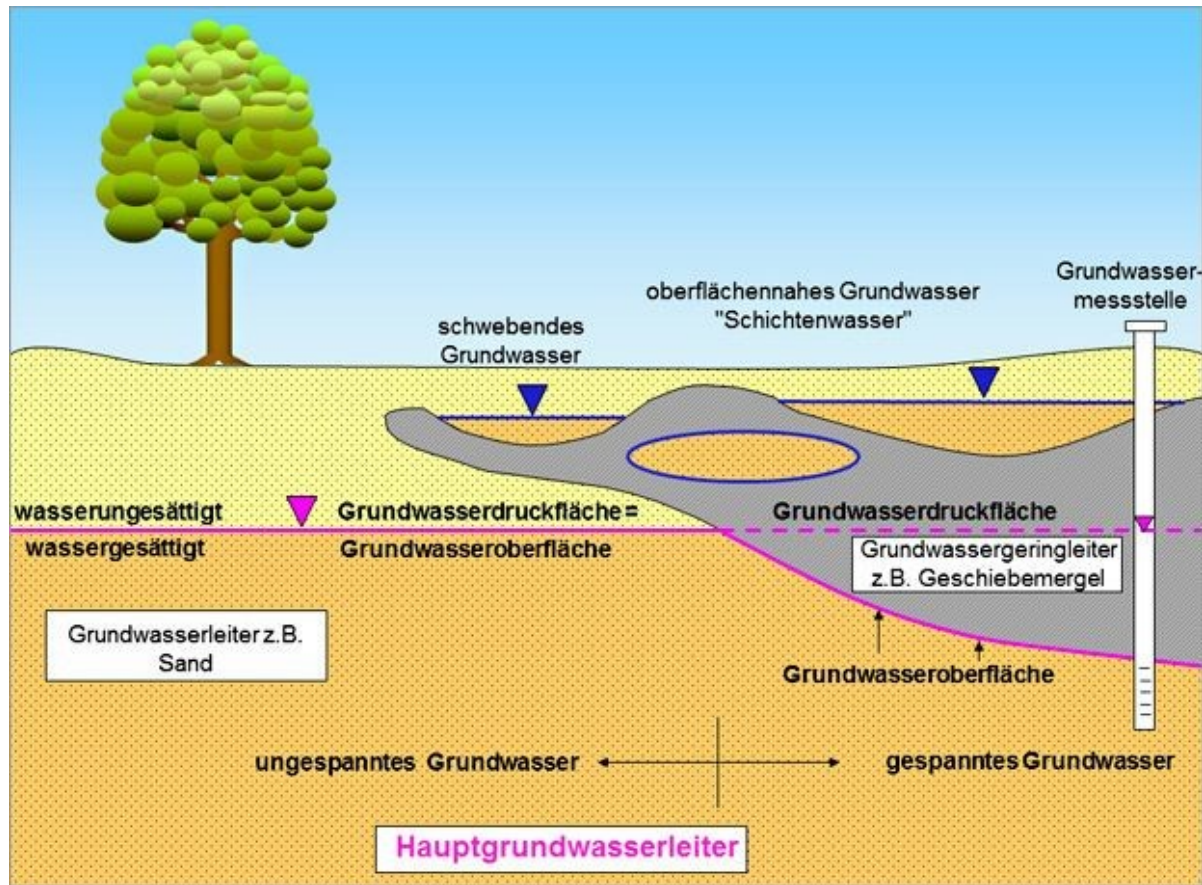 Grundwasser-
messstelle
oberflächennahes Grundwasser
"Schichtenwasser"
schwebendes
Grundwasser
wasserungesättigt
Grundwasserdruckfläche =
Grundwasserdruckfläche
wassergesättigt
Grundwasseroberfläche
Grundwassergeringleiter
z.B. Geschiebemergel
Grundwasserleiter z.B.
Sand
Grundwasseroberfläche
ungespanntes Grundwasser
gespanntes Grundwasser
Hauptgrundwasserleiter